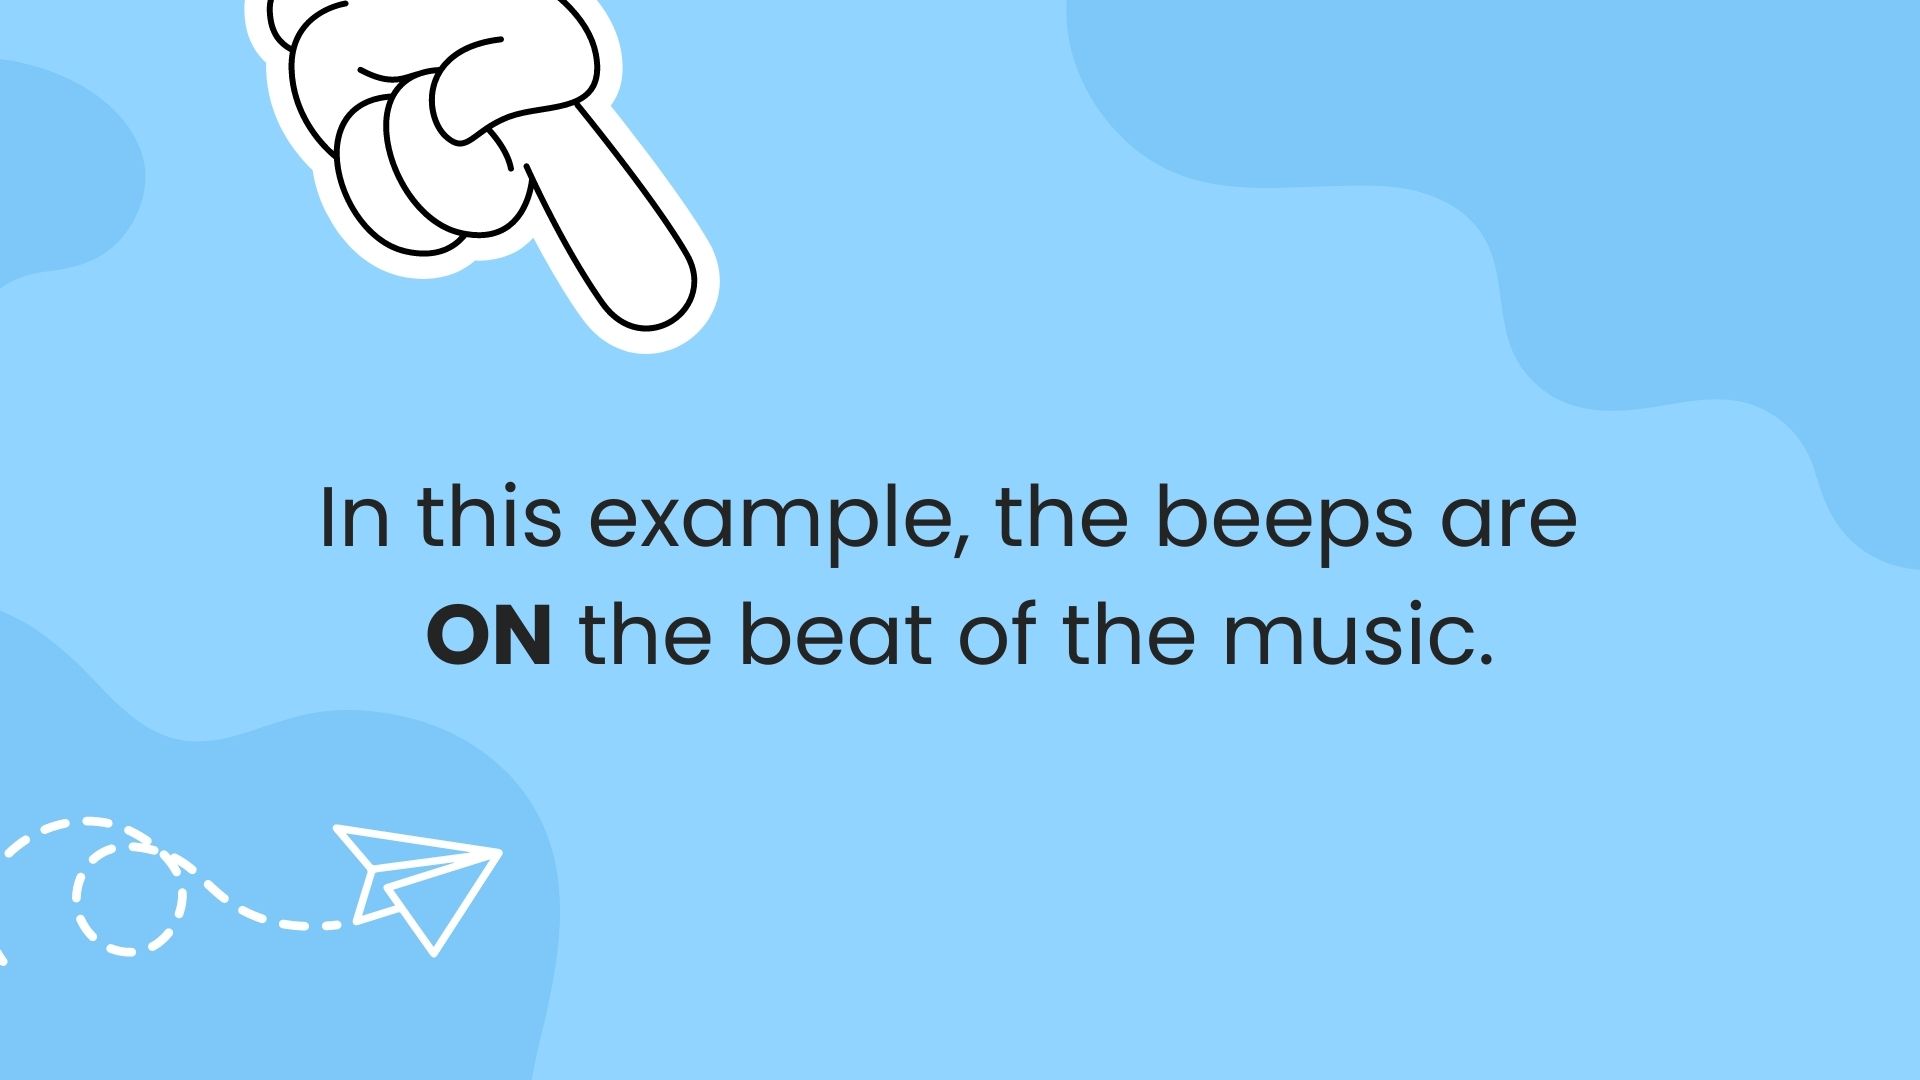 In this example, the beeps are
ON the beat of the music.